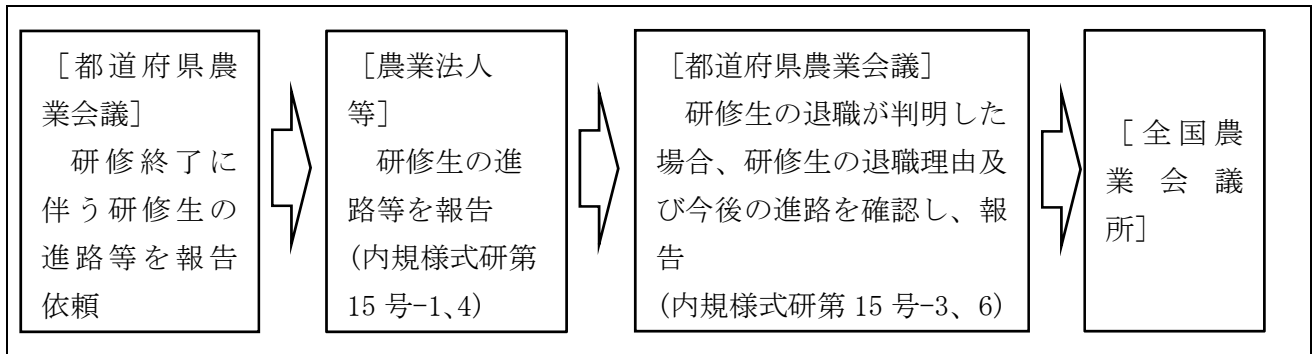 [都道府県農
業会議]
研修終了に
伴う研修生の
進路等を報告
依頼
[農業法人
等]
研修生の進
路等を報告
(内規様式研第
15 号-1、4)
[都道府県農業会議]
研修生の退職が判明した
場合、研修生の退職理由及
び今後の進路を確認し、報
告
(内規様式研第 15 号-3、6)
[全国農
業会議
所]